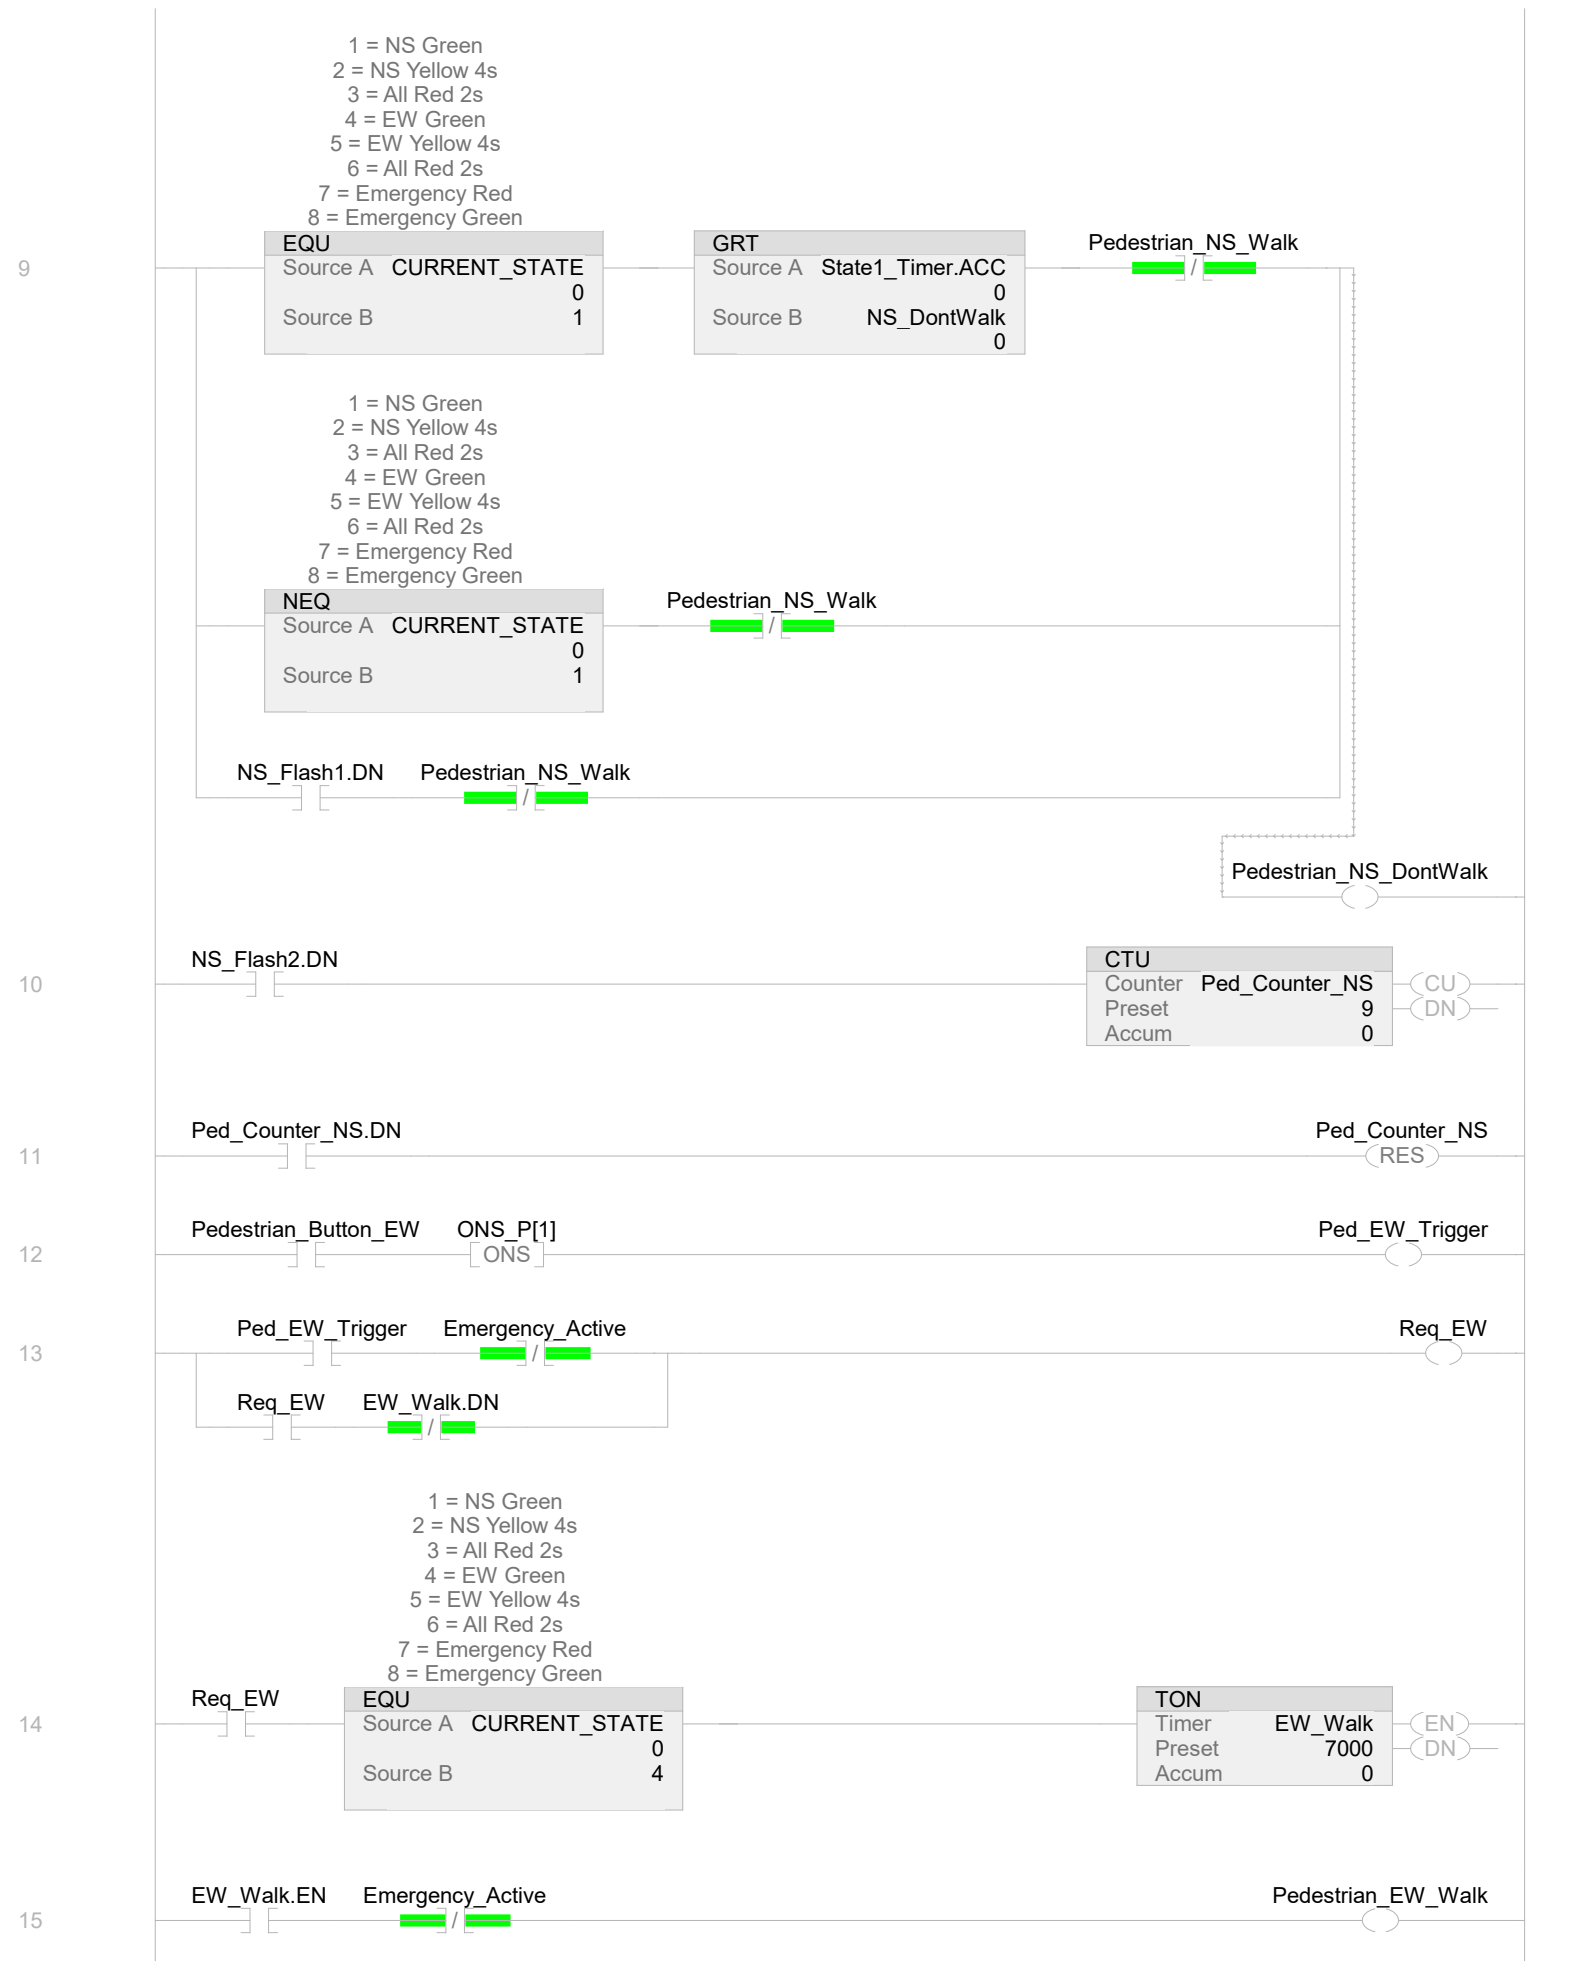 1 = NS Green
2 = NS Yellow 4s
3 = All Red 2s
4 = EW Green
5 = EW Yellow 4s
6 = All Red 2s
7 = Emergency Red
8 = Emergency Green
9
EQU
Source A CURRENT_STATE
0
Source B 1
GRT
Source A State1_Timer.ACC
0
Source B NS_DontWalk
0
Pedestrian_NS_Walk
/
1 = NS Green
2 = NS Yellow 4s
3 = All Red 2s
4 = EW Green
5 = EW Yellow 4s
6 = All Red 2s
7 = Emergency Red
8 = Emergency Green
NEQ
Source A CURRENT_STATE
0
Source B 1
Pedestrian_NS_Walk
/
NS_Flash1.DN Pedestrian_NS_Walk
/
Pedestrian_NS_DontWalk
10
NS_Flash2.DN
CTU
Counter Ped_Counter_NS
Preset 9
Accum 0
CU
DN
11
Ped_Counter_NS.DN Ped_Counter_NS
RES
12
Pedestrian_Button_EW ONS_P[1] Ped_EW_Trigger
ONS
13
Ped_EW_Trigger Emergency_Active Req_EW
/
Req_EW EW_Walk.DN
/
1 = NS Green
2 = NS Yellow 4s
3 = All Red 2s
4 = EW Green
5 = EW Yellow 4s
6 = All Red 2s
7 = Emergency Red
8 = Emergency Green
14
Req_EW
EQU
Source A CURRENT_STATE
0
Source B 4
TON
Timer EW_Walk
Preset 7000
Accum 0
EN
DN
15
EW_Walk.EN Emergency_Active Pedestrian_EW_Walk
/